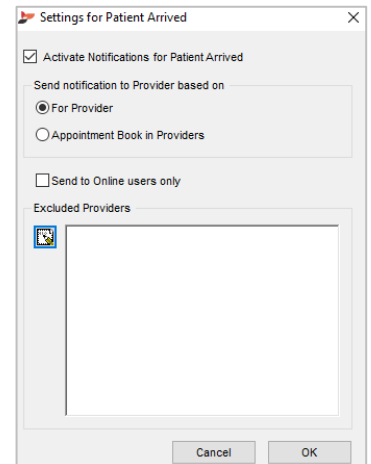 Settings for Patient Arrived
Activate Notifications for Patient Arrived
Send notification to Provider based on
For Provider
Appointment Book in Providers
Send to Online users only
Excluded Providers
Cancel OK